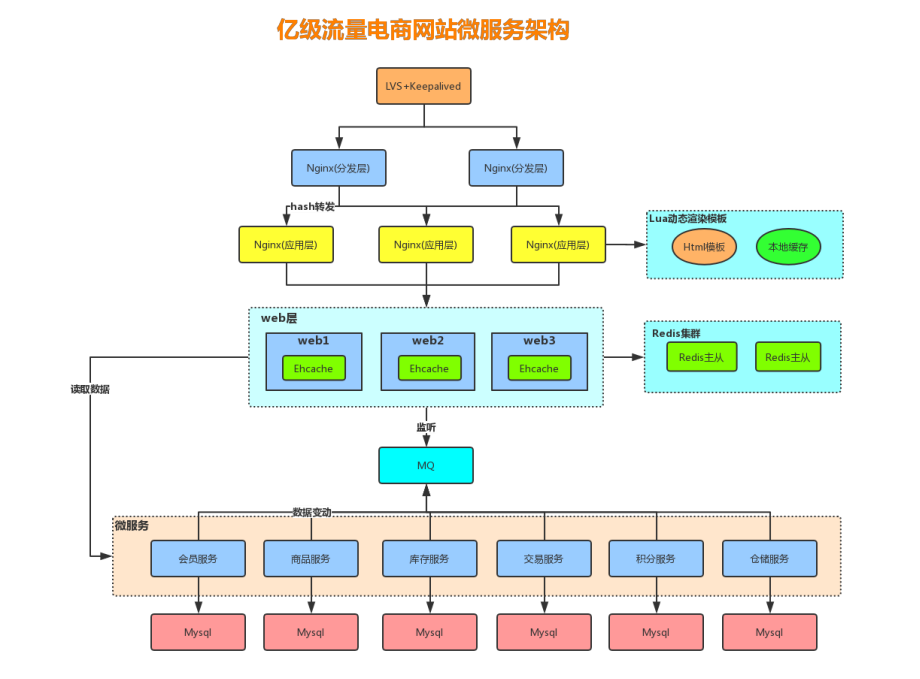 亿级流量电商网站微服务架构
LVS+Keepalived
Nginx(分发层)
Nginx(分发层)
hash转发
Nginx(应用层)
Nginx(应用层)
Nginx(应用层)
Lua动态渲染模板
Html模板
本地缓存
web层
web1
web2
web3
Ehcache
Ehcache
Ehcache
Redis集群
Redis主从
Redis主从
读取数据
监听
MQ
数据变动
微服务
会员服务
商品服务
库存服务
交易服务
积分服务
仓储服务
Mysql
Mysql
Mysql
Mysql
Mysql
Mysql